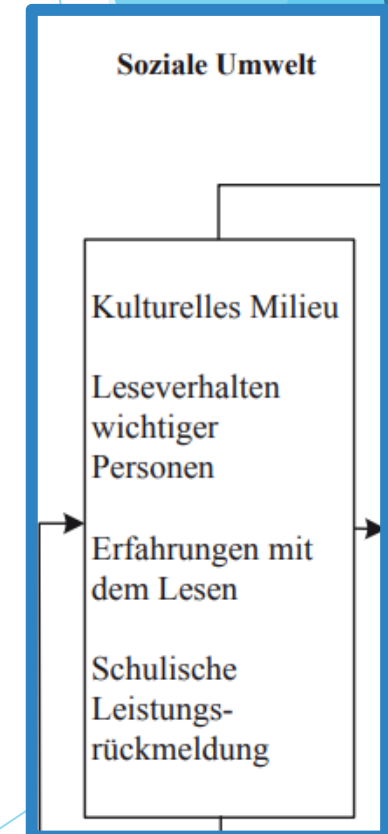 Soziale Umwelt
Kulturelles Milieu
Leseverhalten
wichtiger
Personen
Erfahrungen mit
dem Lesen
Schulische
Leistungs-
rückmeldung